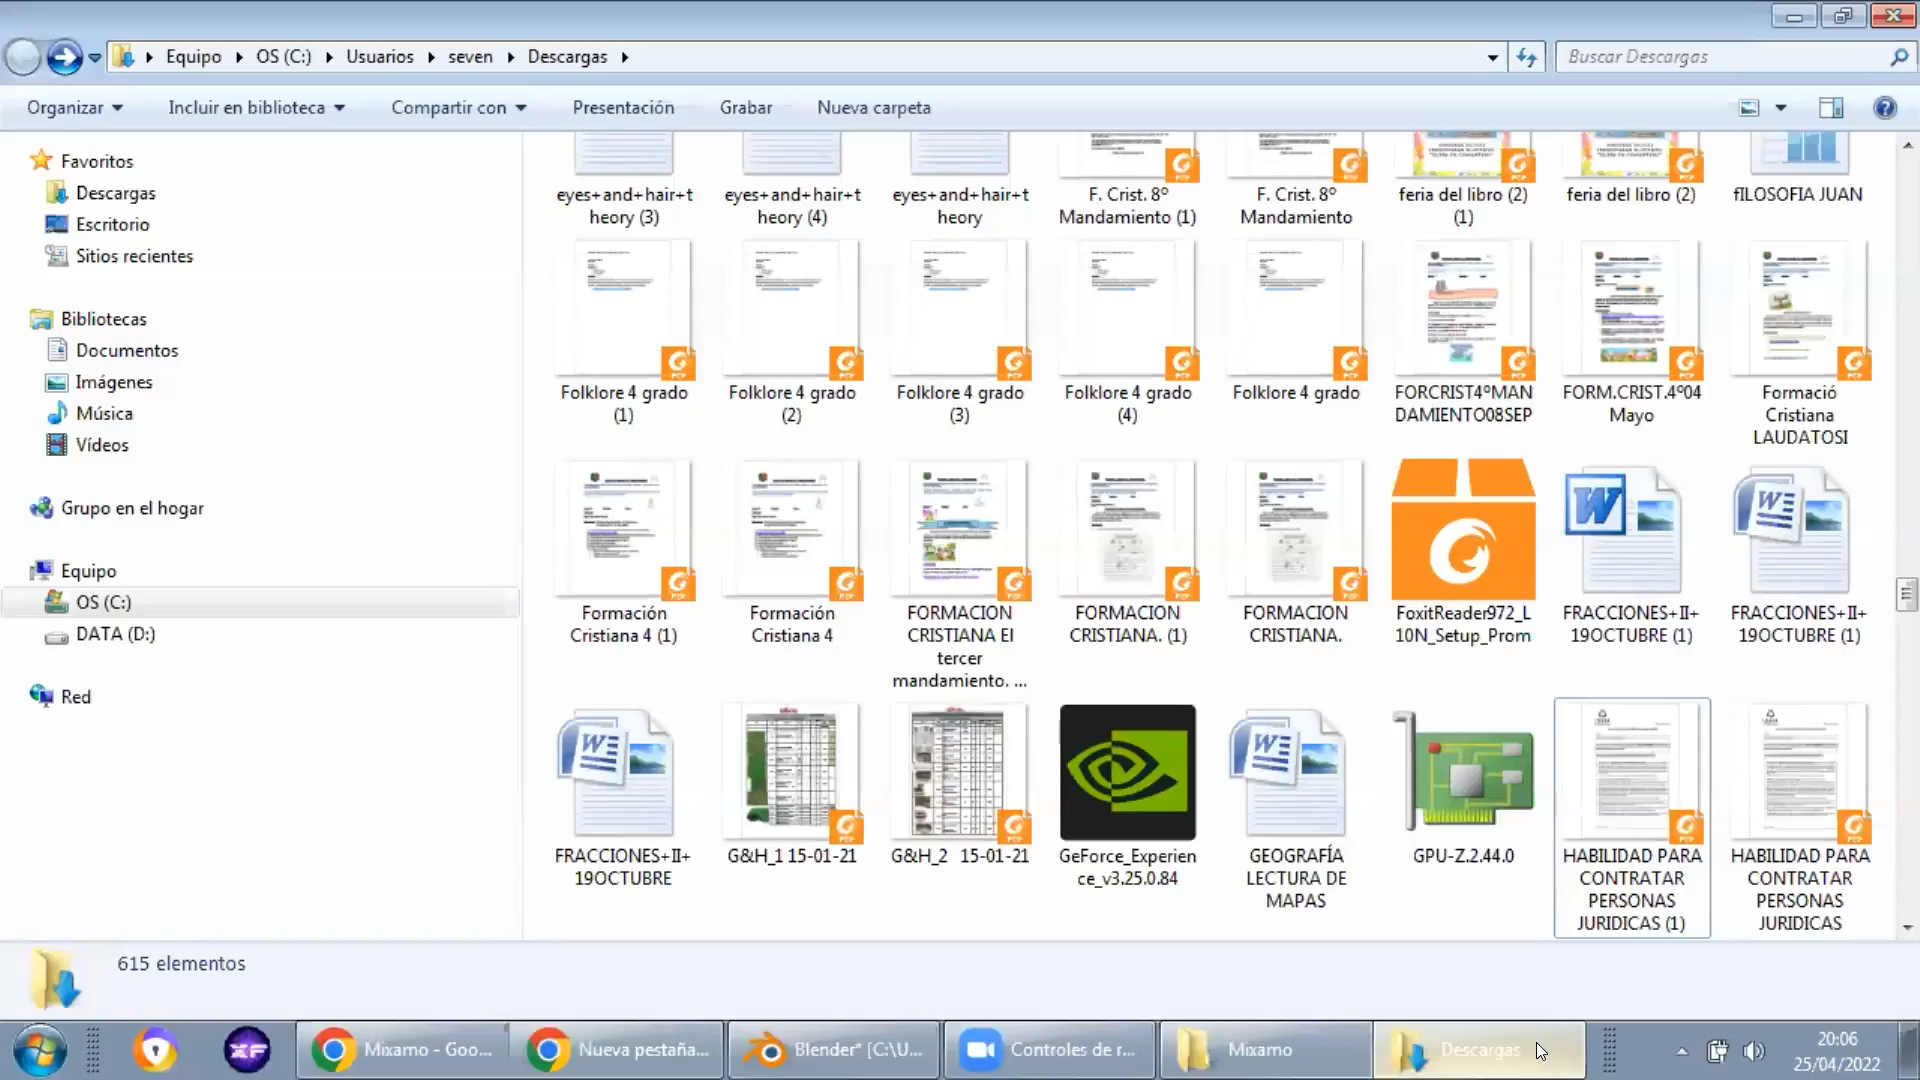 Equipo OS (C:) Usuarios seven Descargas
Buscar Descargas
Organizar Incluir en biblioteca Compartir con Presentación Grabar Nueva carpeta
Favoritos
Descargas
Escritorio
Sitios recientes
Bibliotecas
Documentos
Imágenes
Música
Vídeos
Grupo en el hogar
Equipo
OS (C:)
DATA (D:)
Red
eyes+and+hair+t
heory (3)
eyes+and+hair+t
heory (4)
eyes+and+hair+t
heory
F. Crist. 8º
Mandamiento (1)
F. Crist. 8º
Mandamiento
feria del libro (2)
(1)
feria del libro (2)
fILOSOFIA JUAN
Folklore 4 grado
(1)
Folklore 4 grado
(2)
Folklore 4 grado
(3)
Folklore 4 grado
(4)
Folklore 4 grado
FORCRIST4ºMAN
DAMIENTO08SEP
FORM.CRIST.4º04
Mayo
Formació
Cristiana
LAUDATOSI
Formación
Cristiana 4 (1)
Formación
Cristiana 4
FORMACION
CRISTIANA El
tercer
mandamiento. ...
FORMACION
CRISTIANA. (1)
FORMACION
CRISTIANA.
FoxitReader972_L
10N_Setup_Prom
FRACCIONES+II+
19OCTUBRE (1)
FRACCIONES+II+
19OCTUBRE (1)
FRACCIONES+II+
19OCTUBRE
G&H_1 15-01-21
G&H_2 15-01-21
GeForce_Experien
ce_v3.25.0.84
GEOGRAFÍA
LECTURA DE
MAPAS
GPU-Z.2.44.0
HABILIDAD PARA
CONTRATAR
PERSONAS
JURIDICAS (1)
HABILIDAD PARA
CONTRATAR
PERSONAS
JURIDICAS
615 elementos
XF
Mixamo - Goo...
Nueva pestaña...
Blender* [C:\U...
Controles de r...
Mixamo
Descargas
20:06
25/04/2022